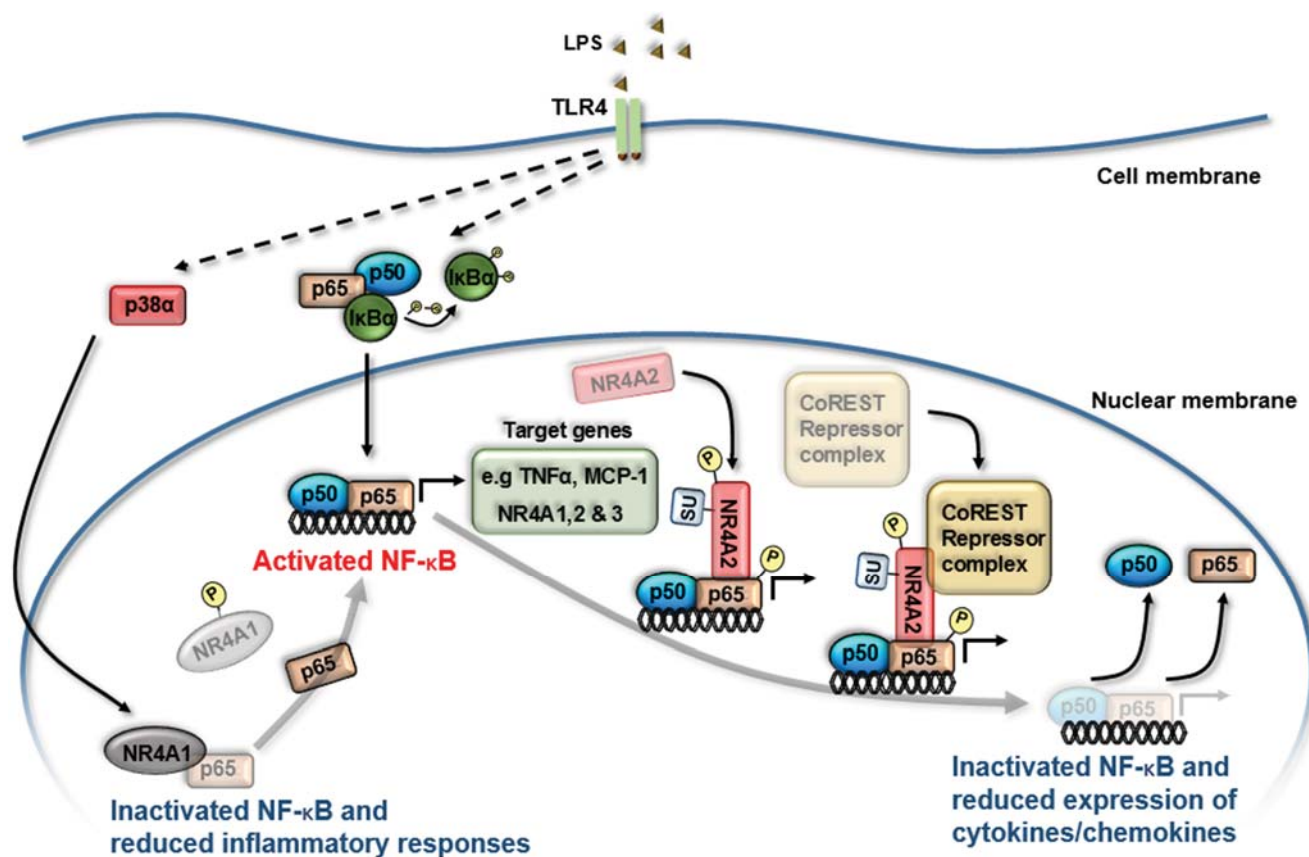 LPS
TLR4
Cell membrane
p38α
p65
p50
IκBα
P
P
IκBα
P
P
Nuclear membrane
NR4A2
CoREST
Repressor
complex
Target genes
e.g TNFα, MCP-1
NR4A1,2 & 3
p50
p65
Activated NF-κB
P
SU
NR4A2
P
p50
p65
P
SU
NR4A2
CoREST
Repressor
complex
P
p50
p65
p50
p65
P
NR4A1
p65
NR4A1
p65
p50
p65
Inactivated NF-κB and
reduced inflammatory responses
Inactivated NF-κB and
reduced expression of
cytokines/chemokines